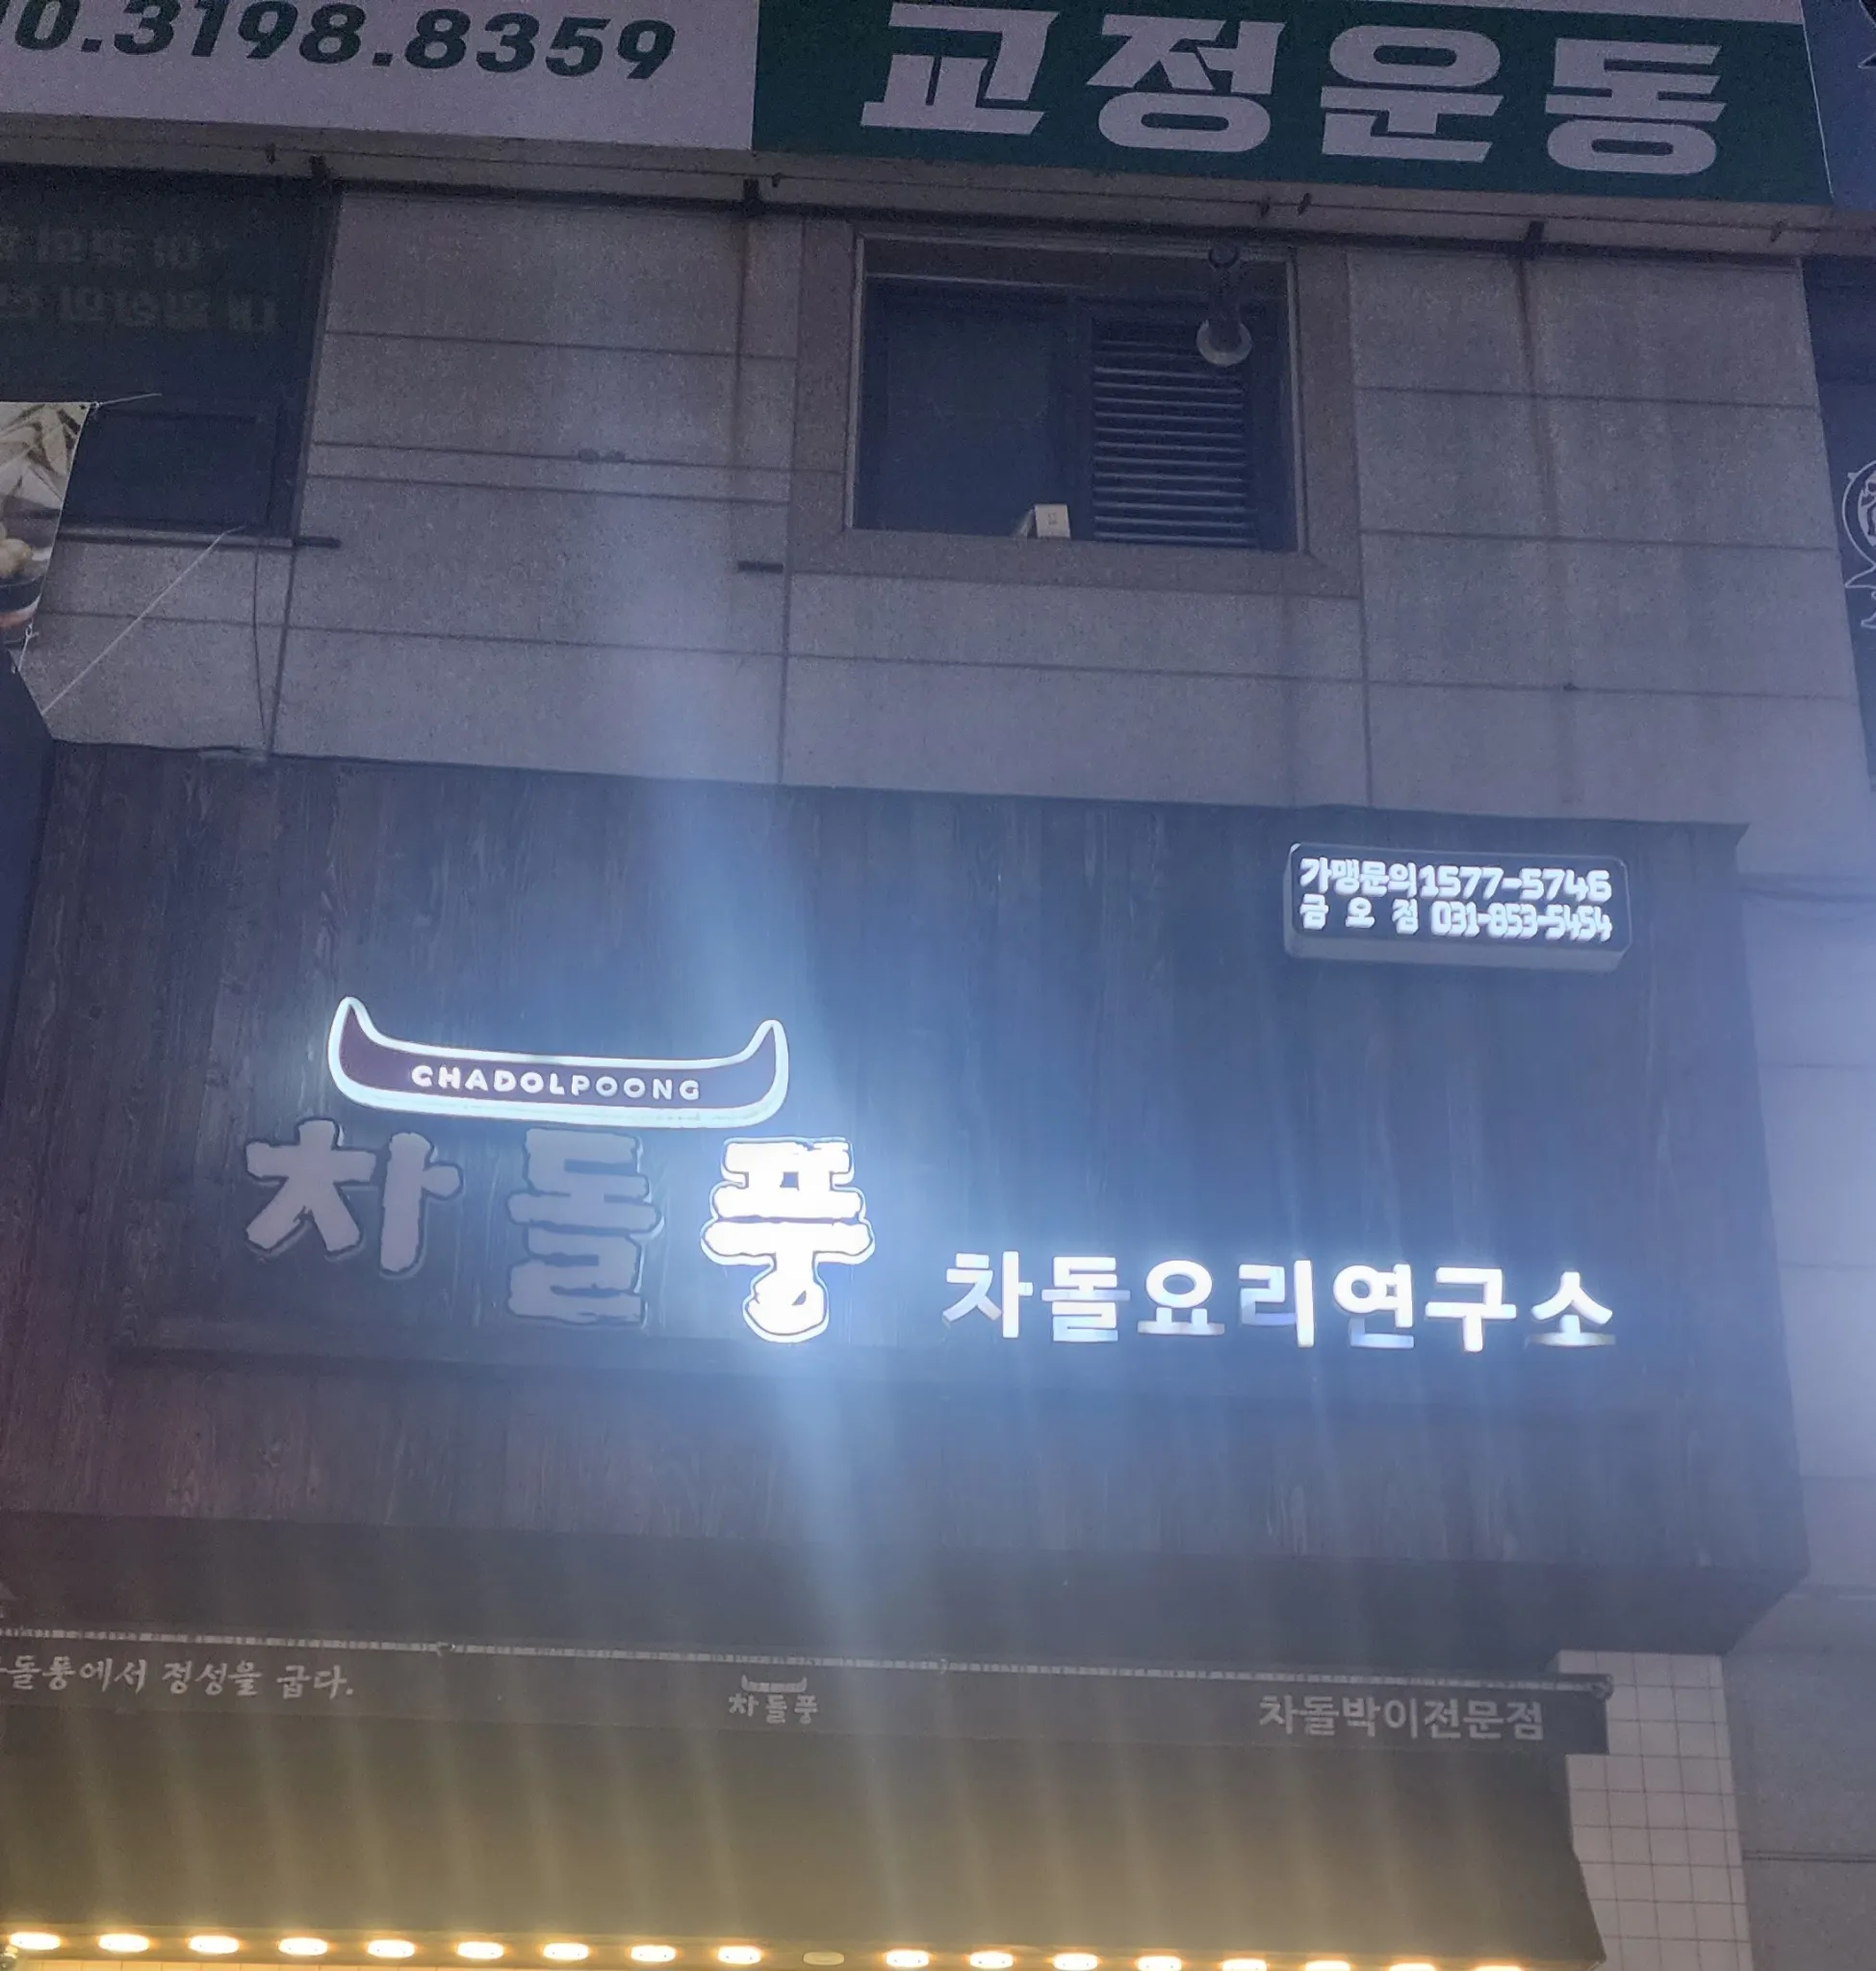 0.3198.8359
교정운동
가맹문의1577-5746
금오점 031-853-5454
CHADOLPOONG
차돌풍
차돌요리연구소
차돌풍에서 정성을 굽다.
차돌풍
차돌박이전문점